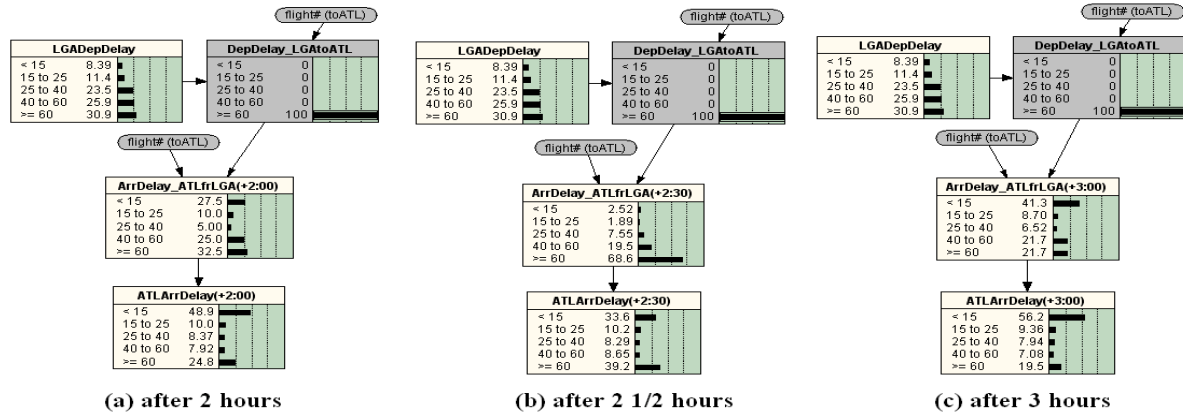 flight# (toATL)
LGADepDelay
< 15 8.39
15 to 25 11.4
25 to 40 23.5
40 to 60 25.9
>= 60 30.9
DepDelay_LGAtoATL
< 15 0
15 to 25 0
25 to 40 0
40 to 60 0
>= 60 100
flight# (toATL)
ArrDelay_ATLfrLGA(+2:00)
< 15 27.5
15 to 25 10.0
25 to 40 5.00
40 to 60 25.0
>= 60 32.5
ATLArrDelay(+2:00)
< 15 48.9
15 to 25 10.0
25 to 40 8.37
40 to 60 7.92
>= 60 24.8
(a) after 2 hours
flight# (toATL)
LGADepDelay
< 15 8.39
15 to 25 11.4
25 to 40 23.5
40 to 60 25.9
>= 60 30.9
DepDelay_LGAtoATL
< 15 0
15 to 25 0
25 to 40 0
40 to 60 0
>= 60 100
flight# (toATL)
ArrDelay_ATLfrLGA(+2:30)
< 15 2.52
15 to 25 1.89
25 to 40 7.55
40 to 60 19.5
>= 60 68.6
ATLArrDelay(+2:30)
< 15 33.6
15 to 25 10.2
25 to 40 8.29
40 to 60 8.65
>= 60 39.2
(b) after 2 1/2 hours
flight# (toATL)
LGADepDelay
< 15 8.39
15 to 25 11.4
25 to 40 23.5
40 to 60 25.9
>= 60 30.9
DepDelay_LGAtoATL
< 15 0
15 to 25 0
25 to 40 0
40 to 60 0
>= 60 100
flight# (toATL)
ArrDelay_ATLfrLGA(+3:00)
< 15 41.3
15 to 25 8.70
25 to 40 6.52
40 to 60 21.7
>= 60 21.7
ATLArrDelay(+3:00)
< 15 56.2
15 to 25 9.36
25 to 40 7.94
40 to 60 7.08
>= 60 19.5
(c) after 3 hours